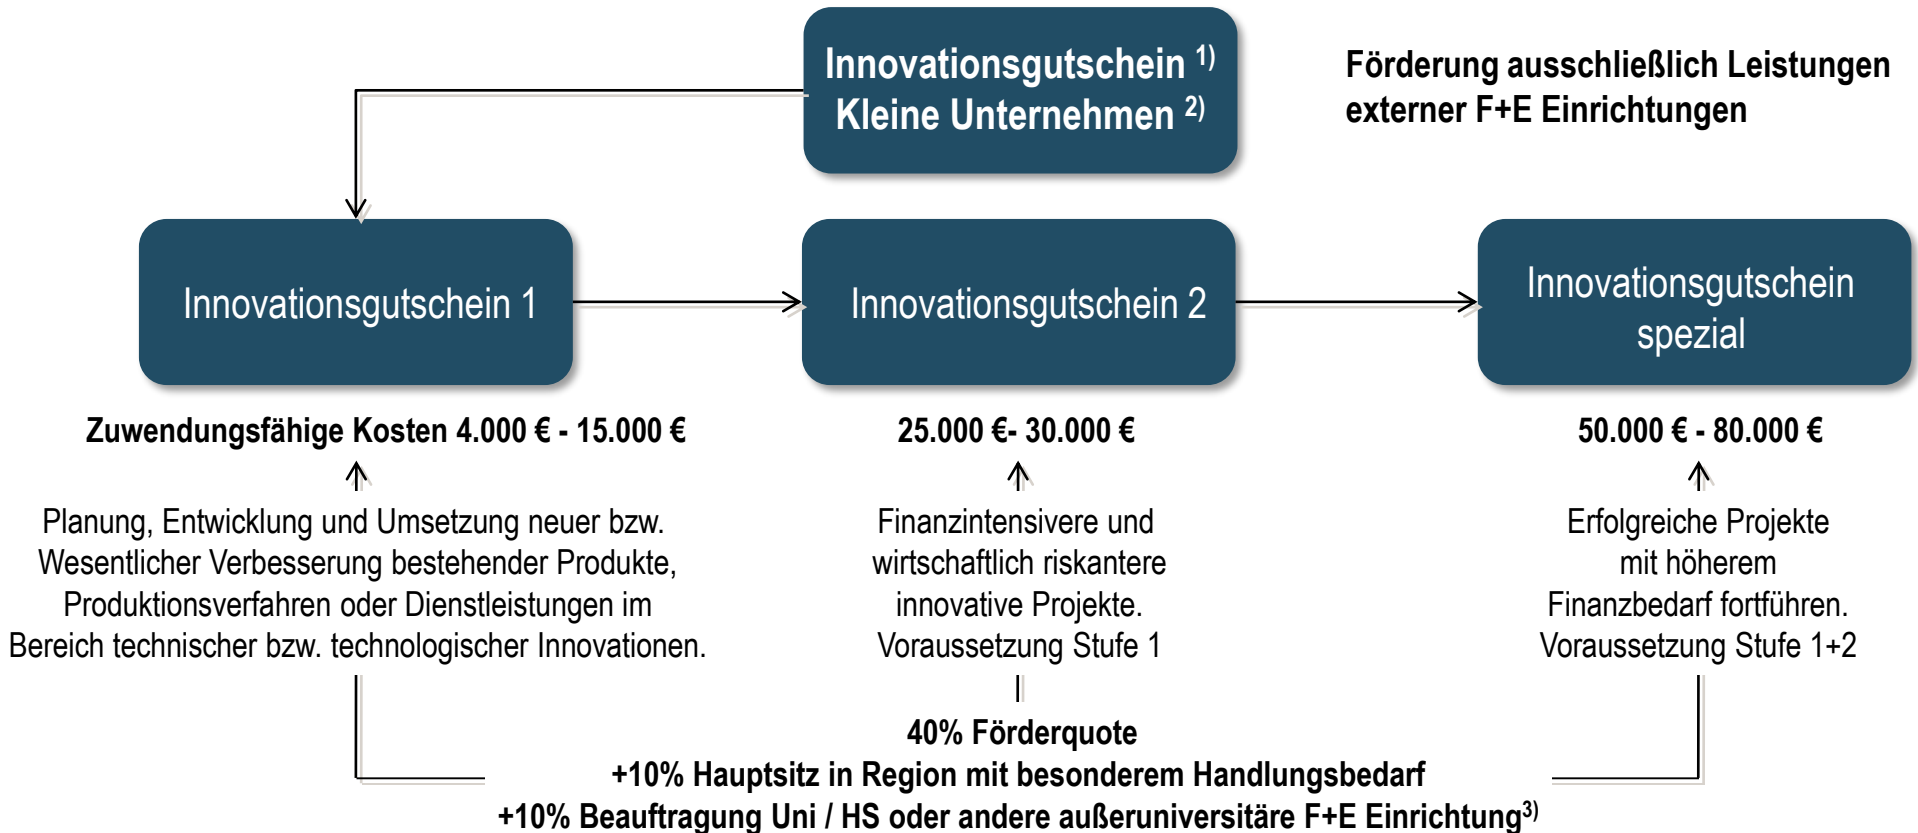 Innovationsgutschein 1)
Kleine Unternehmen 2)
Förderung ausschließlich Leistungen
externer F+E Einrichtungen
Innovationsgutschein 1
Innovationsgutschein 2
Innovationsgutschein
spezial
Zuwendungsfähige Kosten 4.000 € - 15.000 €
25.000 €- 30.000 €
50.000 € - 80.000 €
Planung, Entwicklung und Umsetzung neuer bzw.
Wesentlicher Verbesserung bestehender Produkte,
Produktionsverfahren oder Dienstleistungen im
Bereich technischer bzw. technologischer Innovationen.
Finanzintensivere und
wirtschaftlich riskantere
innovative Projekte.
Voraussetzung Stufe 1
Erfolgreiche Projekte
mit höherem
Finanzbedarf fortführen.
Voraussetzung Stufe 1+2
40% Förderquote
+10% Hauptsitz in Region mit besonderem Handlungsbedarf
+10% Beauftragung Uni / HS oder andere außeruniversitäre F+E Einrichtung3)